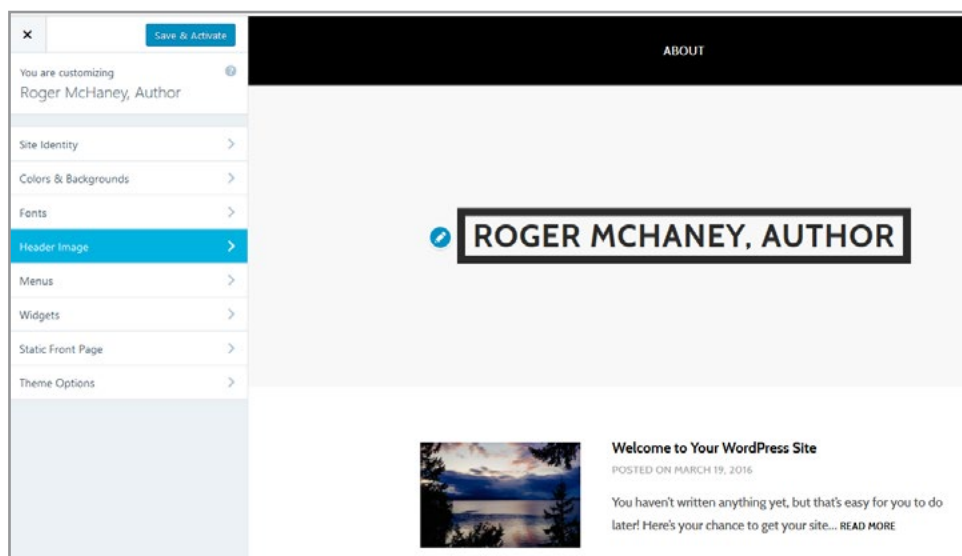 Save & Activate
You are customizing
Roger McHaney, Author
Site Identity
Colors & Backgrounds
Fonts
Header Image
Menus
Widgets
Static Front Page
Theme Options
ABOUT
ROGER MCHANEY, AUTHOR
Welcome to Your WordPress Site
POSTED ON MARCH 19, 2016
You haven't written anything yet, but that's easy for you to do
later! Here's your chance to get your site... READ MORE